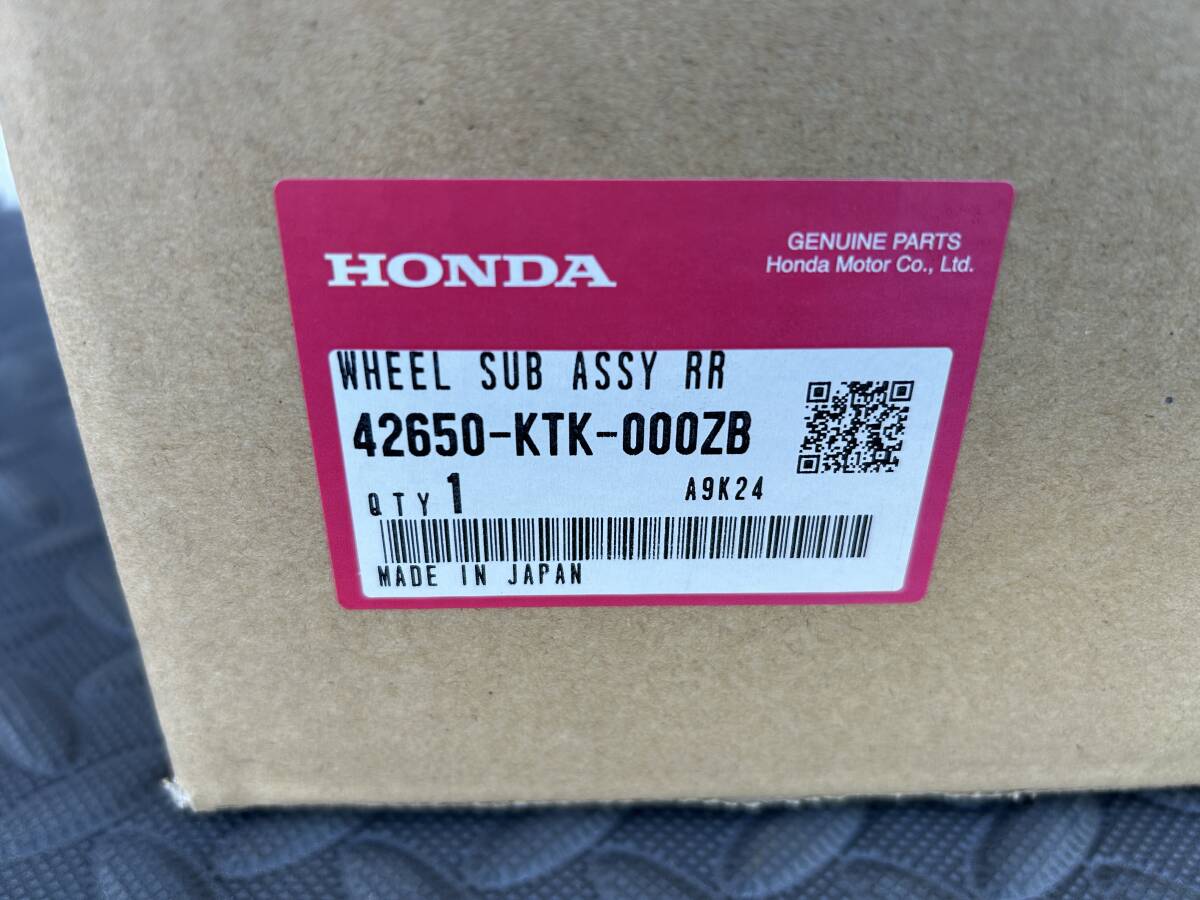 HONDA
GENUINE PARTS
Honda Motor Co., Ltd.
WHEEL SUB ASSY RR
42650-KTK-000ZB
QTY 1
A9K24
MADE IN JAPAN